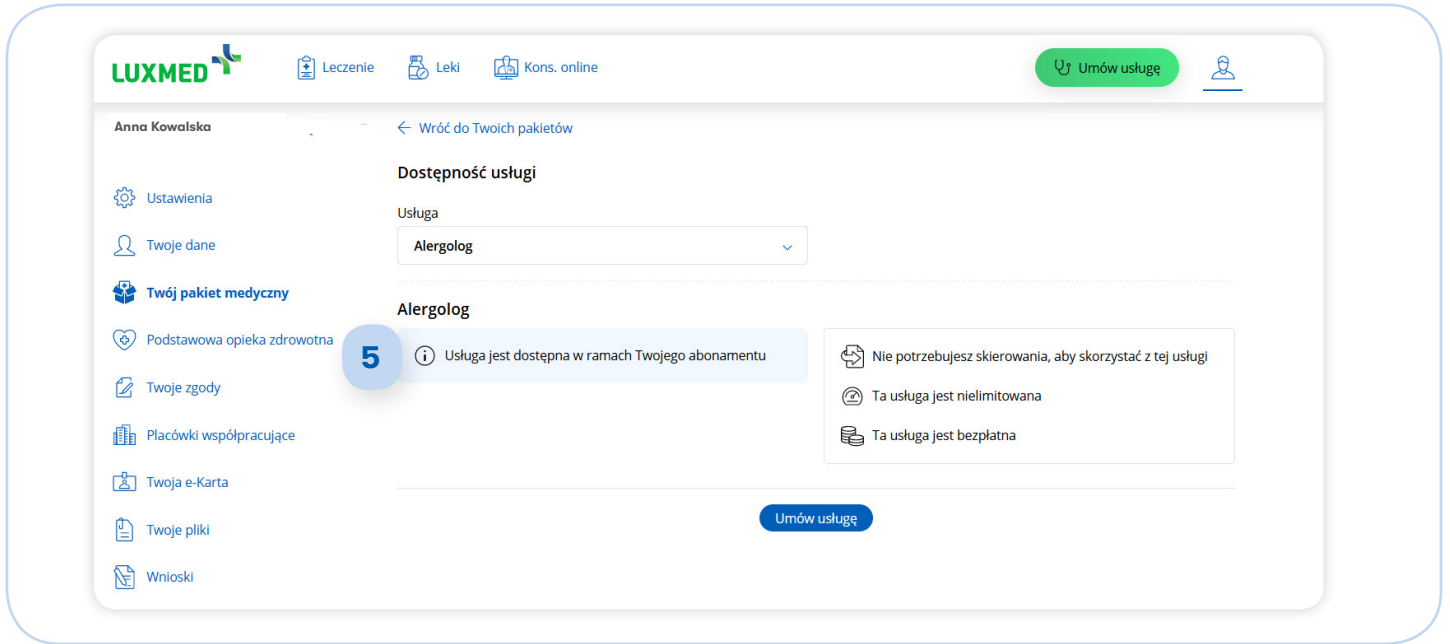 LUXMED
Leczenie
Leki
Kons. online
Umów usługę
Anna Kowalska
Ustawienia
Twoje dane
Twój pakiet medyczny
Podstawowa opieka zdrowotna
Twoje zgody
Placówki współpracujące
Twoja e-Karta
Twoje pliki
Wnioski
Wróć do Twoich pakietów
Dostępność usługi
Usługa
Alergolog
Alergolog
5
Usługa jest dostępna w ramach Twojego abonamentu
Nie potrzebujesz skierowania, aby skorzystać z tej usługi
Ta usługa jest nielimitowana
Ta usługa jest bezpłatna
Umów usługę